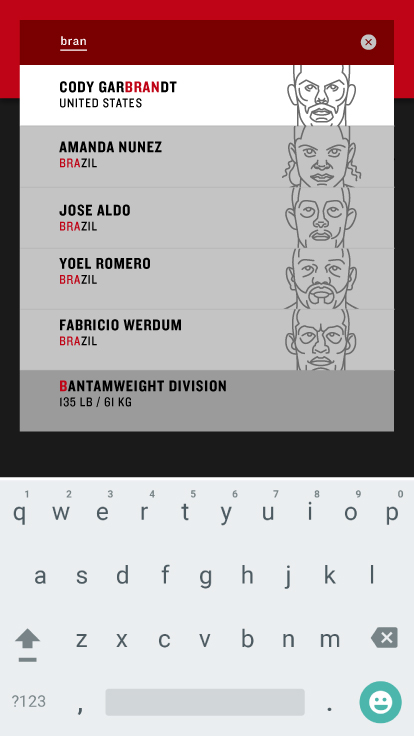 bran
CODY GARBRANDT
UNITED STATES
AMANDA NUNEZ
BRAZIL
JOSE ALDO
BRAZIL
YOEL ROMERO
BRAZIL
FABRICIO WERDUM
BRAZIL
BANTAMWEIGHT DIVISION
135 LB / 61 KG
1 2 3 4 5 6 7 8 9 0
q w e r t y u i o p
a s d f g h j k l
z x c v b n m
?123 , .